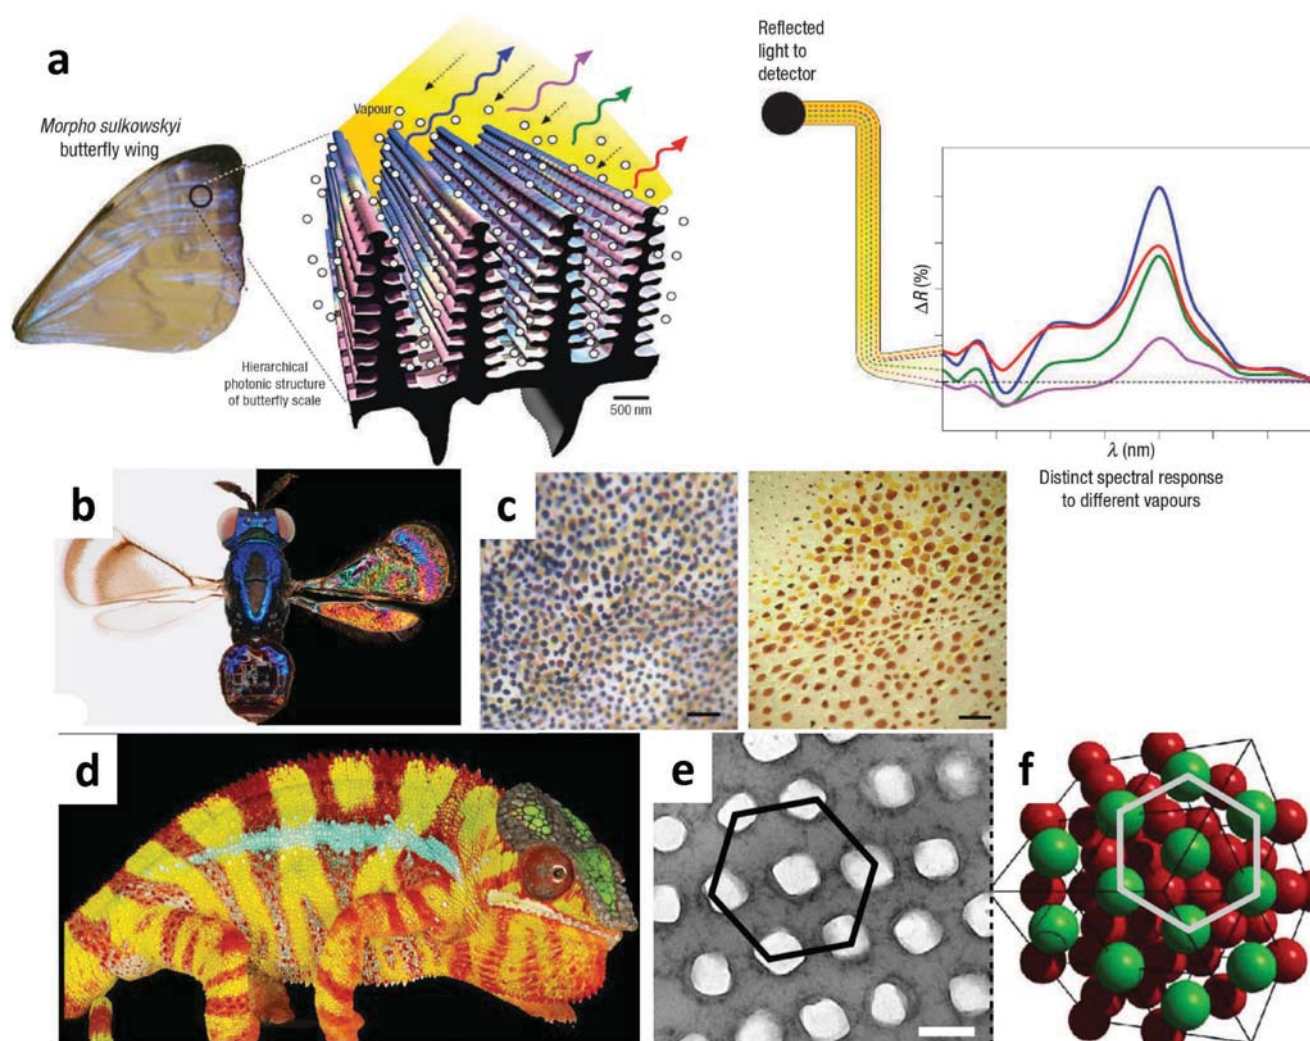 a
Morpho sulkowskyi
butterfly wing
Vapour
Hierarchical
photonic structure
of butterfly scale
500 nm
Reflected
light to
detector
ΔR (%)
λ (nm)
Distinct spectral response
to different vapours
b
c
d
e
f